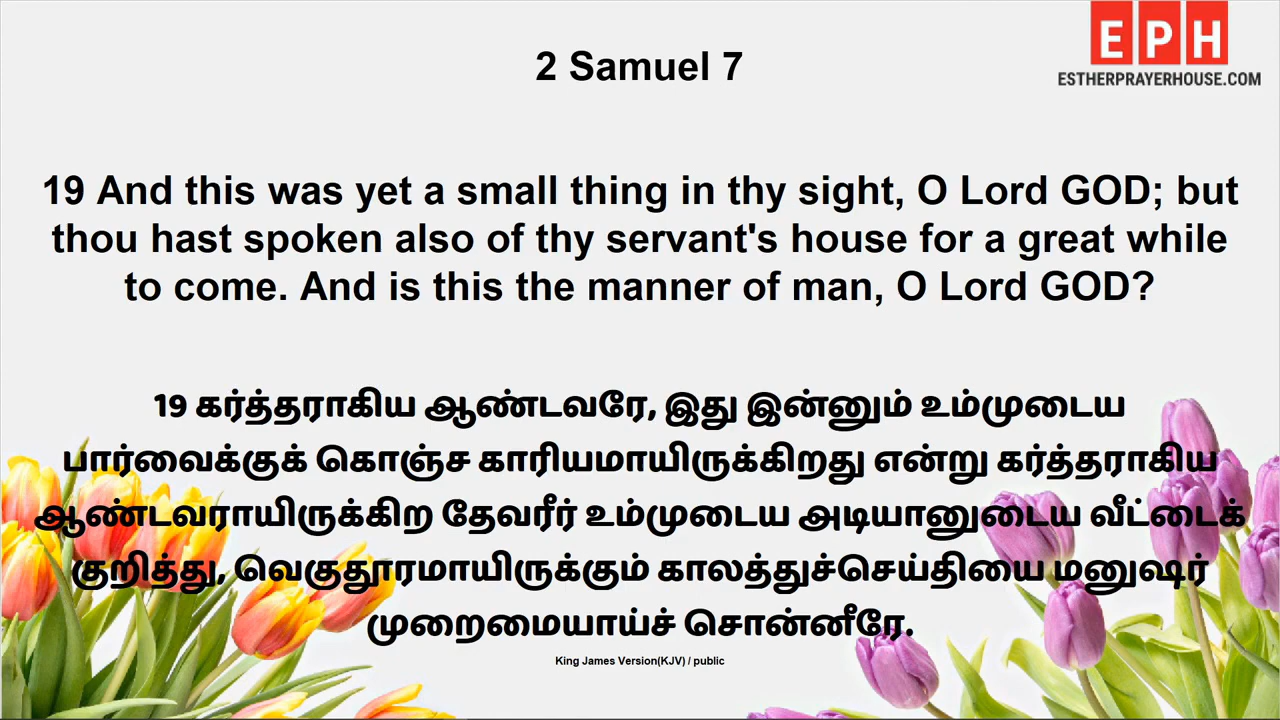 EPH
ESTHERPRAYERHOUSE.COM
2 Samuel 7
19 And this was yet a small thing in thy sight, O Lord GOD; but
thou hast spoken also of thy servant's house for a great while
to come. And is this the manner of man, O Lord GOD?
19 கர்த்தராகிய ஆண்டவரே, இது இன்னும் உம்முடைய
பார்வைக்குக் கொஞ்ச காரியமாயிருக்கிறது என்று கர்த்தராகிய
ஆண்டவராயிருக்கிற தேவரீர் உம்முடைய அடியானுடைய வீட்டைக்
குறித்து, வெகுதூரமாயிருக்கும் காலத்துச்செய்தியை மனுஷர்
முறைமையாய்ச் சொன்னீரே.
King James Version(KJV) / public